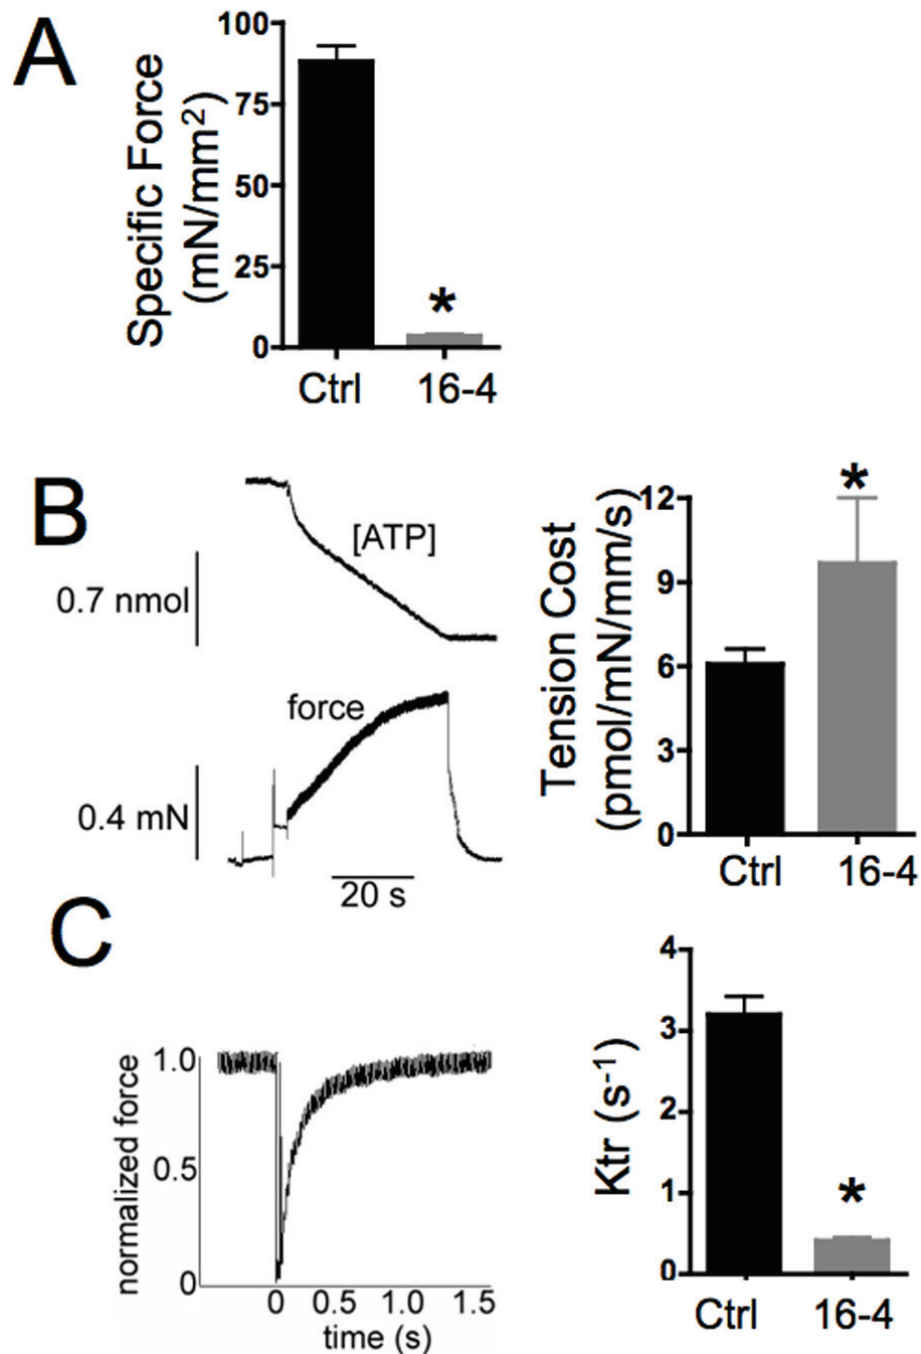 A
Specific Force
(mN/mm²)
100
75
50
25
0
*
Ctrl
16-4
B
[ATP]
0.7 nmol
force
0.4 mN
20 s
Tension Cost
(pmol/mN/mm/s)
12
9
6
3
0
*
Ctrl
16-4
C
normalized force
1.0
0.5
0
0
0.5
1.0
1.5
time (s)
Ktr (s⁻¹)
4
3
2
1
0
*
Ctrl
16-4